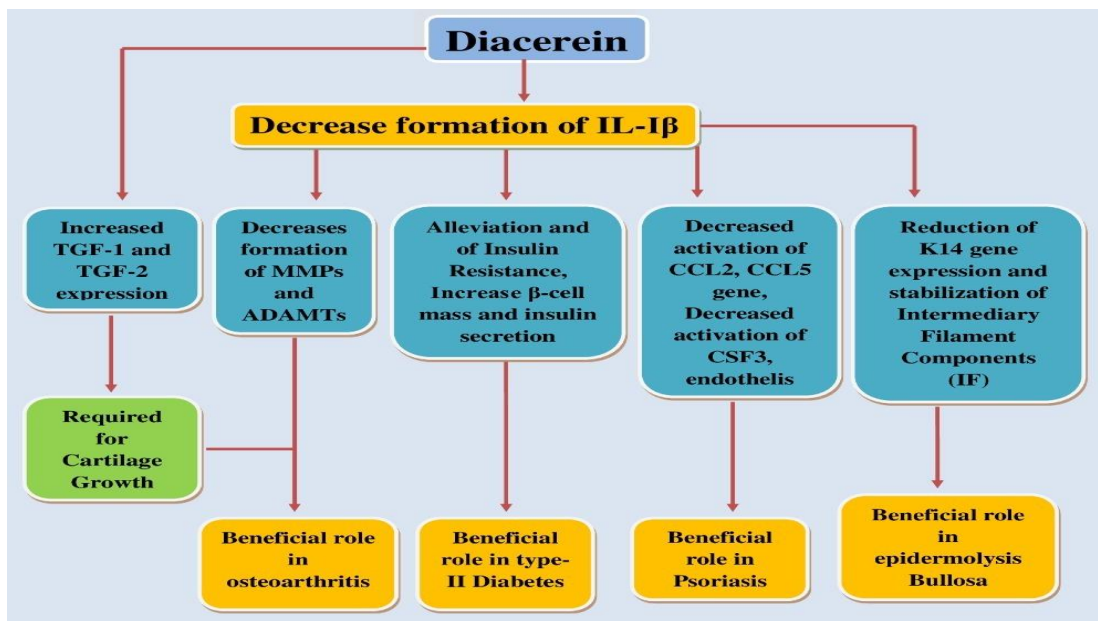 Diacerein
Decrease formation of IL-Iβ
Increased
TGF-1 and
TGF-2
expression
Decreases
formation
of MMPs
and
ADAMTs
Alleviation and
of Insulin
Resistance,
Increase β-cell
mass and insulin
secretion
Decreased
activation of
CCL2, CCL5
gene,
Decreased
activation of
CSF3,
endothelis
Reduction of
K14 gene
expression and
stabilization of
Intermediary
Filament
Components
(IF)
Required
for
Cartilage
Growth
Beneficial role
in
osteoarthritis
Beneficial
role in type-
II Diabetes
Beneficial
role in
Psoriasis
Beneficial role
in
epidermolysis
Bullosa